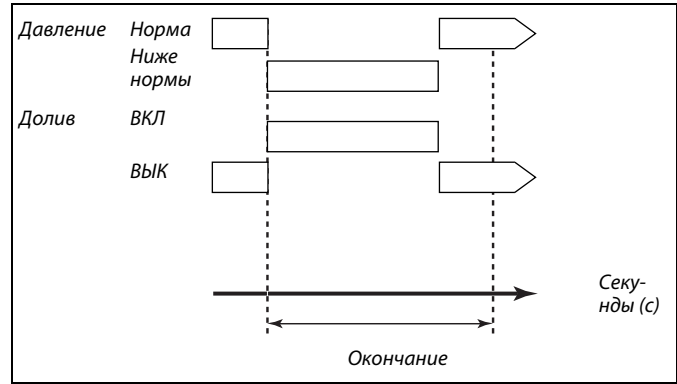 Давление Норма
Ниже
нормы
Долив ВКЛ
ВЫК
Секу-
нды (с)
Окончание